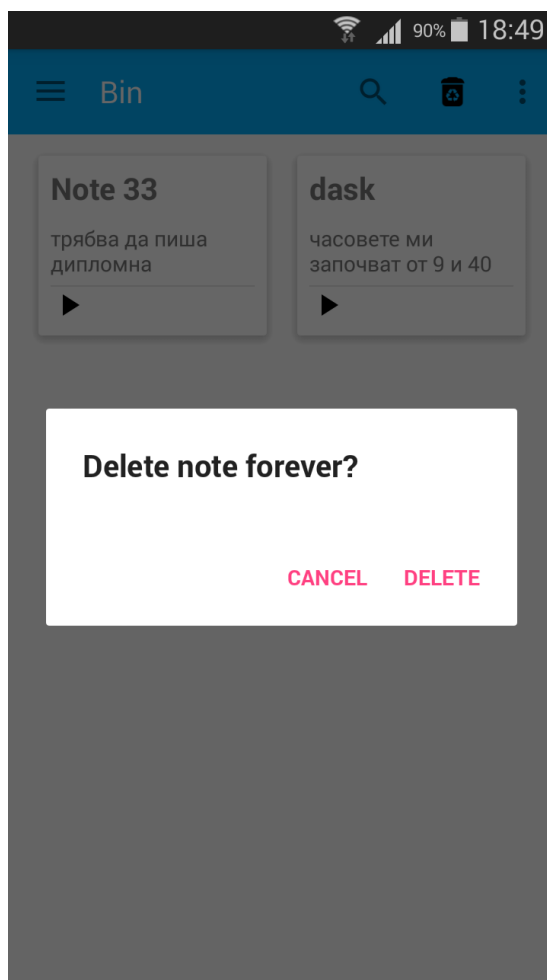 90% 18:49
Bin
Note 33
трябва да пиша
дипломна
dask
часовете ми
започват от 9 и 40
Delete note forever?
CANCEL DELETE